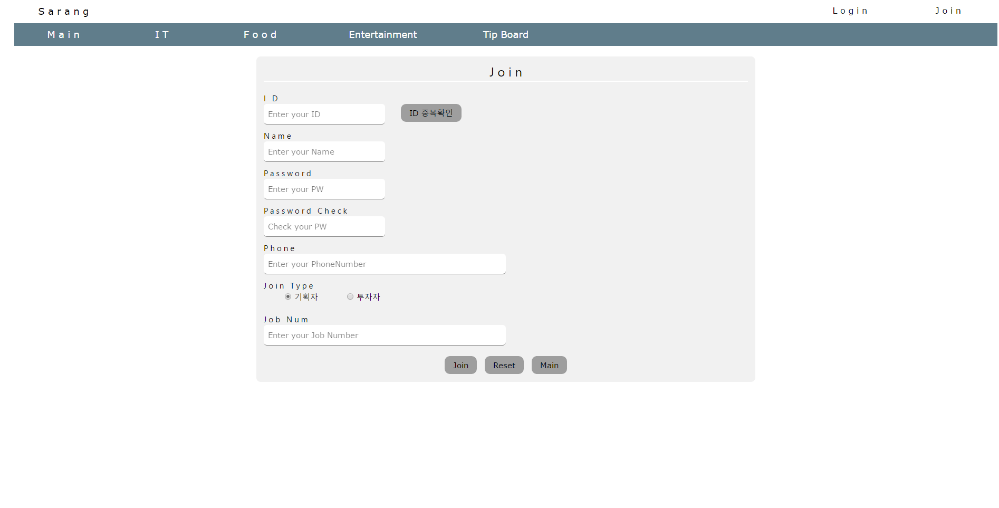 Sarang Login Join
Main IT Food Entertainment Tip Board
Join
I D
Enter your ID ID 중복확인
Name
Enter your Name
Password
Enter your PW
Password Check
Check your PW
Phone
Enter your PhoneNumber
Join Type
기획자 투자자
Job Num
Enter your Job Number
Join Reset Main